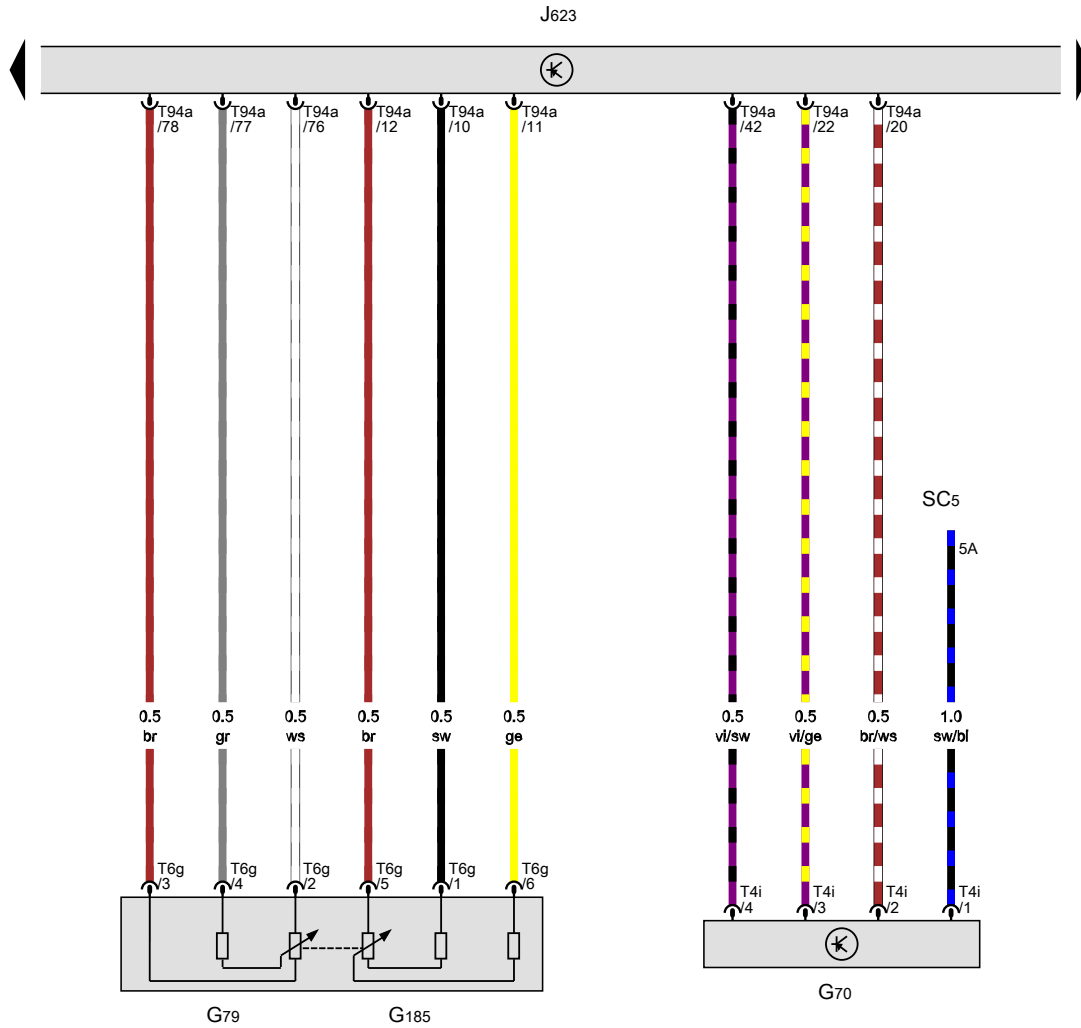 J623
T94a /78
T94a /77
T94a /76
T94a /12
T94a /10
T94a /11
T94a /42
T94a /22
T94a /20
SC5
5A
0.5 br
0.5 gr
0.5 ws
0.5 br
0.5 sw
0.5 ge
0.5 vi/sw
0.5 vi/ge
0.5 br/ws
1.0 sw/bl
T6g /3
T6g /4
T6g /2
T6g /5
T6g /1
T6g /6
T4i /4
T4i /3
T4i /2
T4i /1
G79
G185
G70